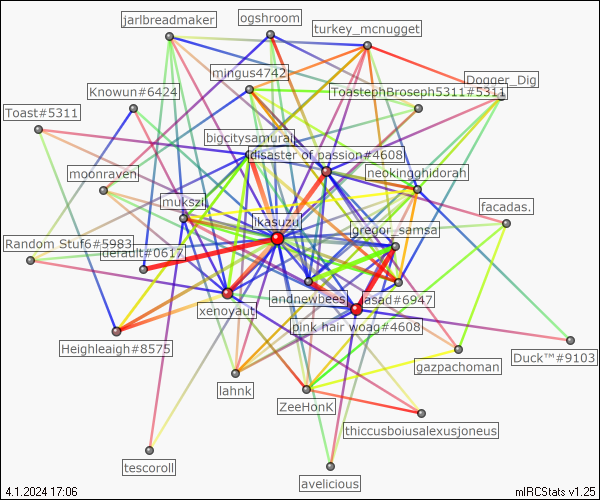 jarlbreadmaker
ogshroom
turkey_mcnugget
mingus4742
Dogger_Dig
Knowun#6424
ToastephBroseph5311#5311
Toast#5311
bigcitysamurai
disaster of passion#4608
moonraven
neokingghidorah
mukszi
facadas.
ikasuzu
gregor_samsa
Random Stuf6#5983
default#0617
andnewbees
asad#6947
xenoyaut
pink hair woag#4608
Heighleaigh#8575
Duck™#9103
gazpachoman
lahnk
ZeeHonK
thiccusboiusalexusjoneus
tescoroll
avelicious
4.1.2024 17:06
mIRCStats v1.25